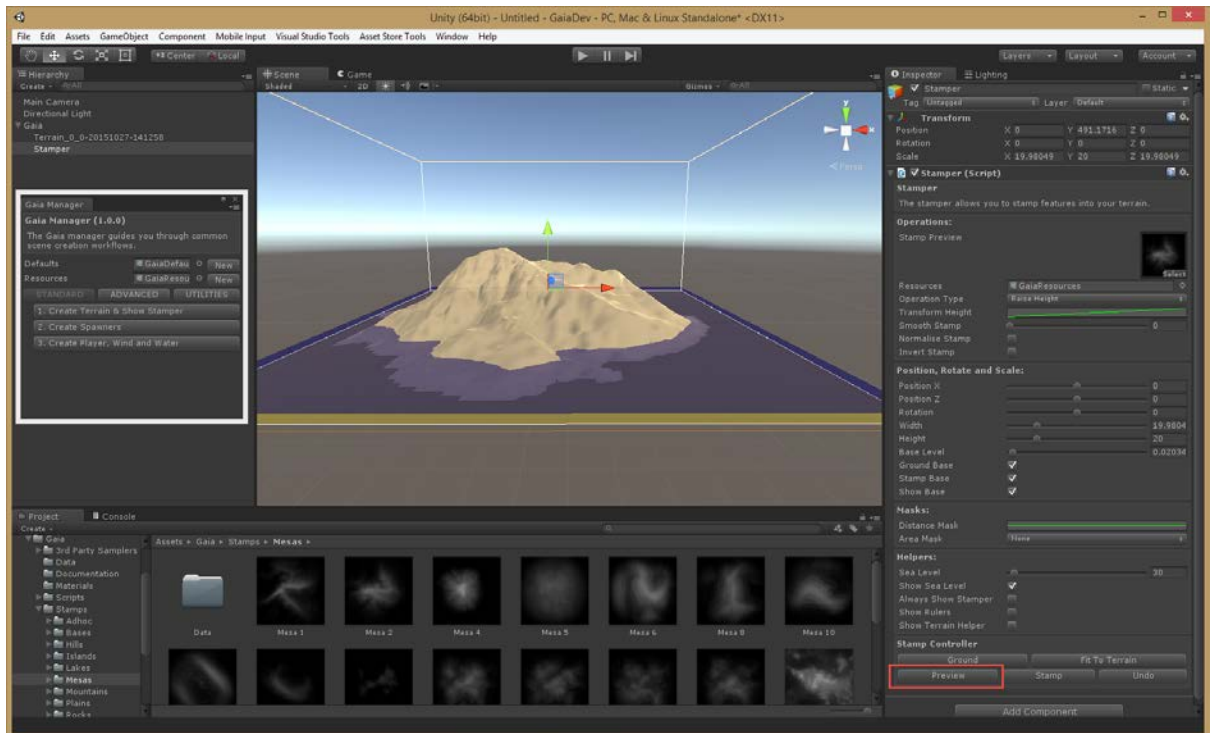 Unity (64bit) - Untitled - GaiaDev - PC, Mac & Linux Standalone* <DX11>
File Edit Assets GameObject Component Mobile Input Visual Studio Tools Asset Store Tools Window Help
Center Local Layers Layout Account
Hierarchy
Create All
Main Camera
Directional Light
Gaia
Terrain_0_0-20151027-141258
Stamper
Gaia Manager
Gaia Manager (1.0.0)
The Gaia manager guides you through common
scene creation workflows.
Defaults GaiaDefau New
Resources GaiaResou New
STANDARD ADVANCED UTILITIES
1. Create Terrain & Show Stamper
2. Create Spawners
3. Create Player, Wind and Water
Scene Game
Shaded 2D Gizmos All
y
x
Persp
Inspector Lighting
Stamper Static
Tag Untagged Layer Default
Transform
Position X 0 Y 491.1716 Z 0
Rotation X 0 Y 0 Z 0
Scale X 19.98049 Y 20 Z 19.98049
Stamper (Script)
Stamper
The stamper allows you to stamp features into your terrain.
Operations:
Stamp Preview
Select
Resources GaiaResources
Operation Type Raise Height
Transform Height
Smooth Stamp 0
Normalise Stamp
Invert Stamp
Position, Rotate and Scale:
Position X 0
Position Z 0
Rotation 0
Width 19.9804
Height 20
Base Level 0.02034
Ground Base
Stamp Base
Show Base
Masks:
Distance Mask
Area Mask None
Helpers:
Sea Level 30
Show Sea Level
Always Show Stamper
Show Rulers
Show Terrain Helper
Stamp Controller
Ground Fit To Terrain
Preview Stamp Undo
Add Component
Project Console
Create
Gaia
3rd Party Samplers
Data
Documentation
Materials
Scripts
Stamps
Adhoc
Bases
Hills
Islands
Lakes
Mesas
Mountains
Plains
Rocks
Assets Gaia Stamps Mesas
Data Mesa 1 Mesa 2 Mesa 4 Mesa 5 Mesa 6 Mesa 8 Mesa 10